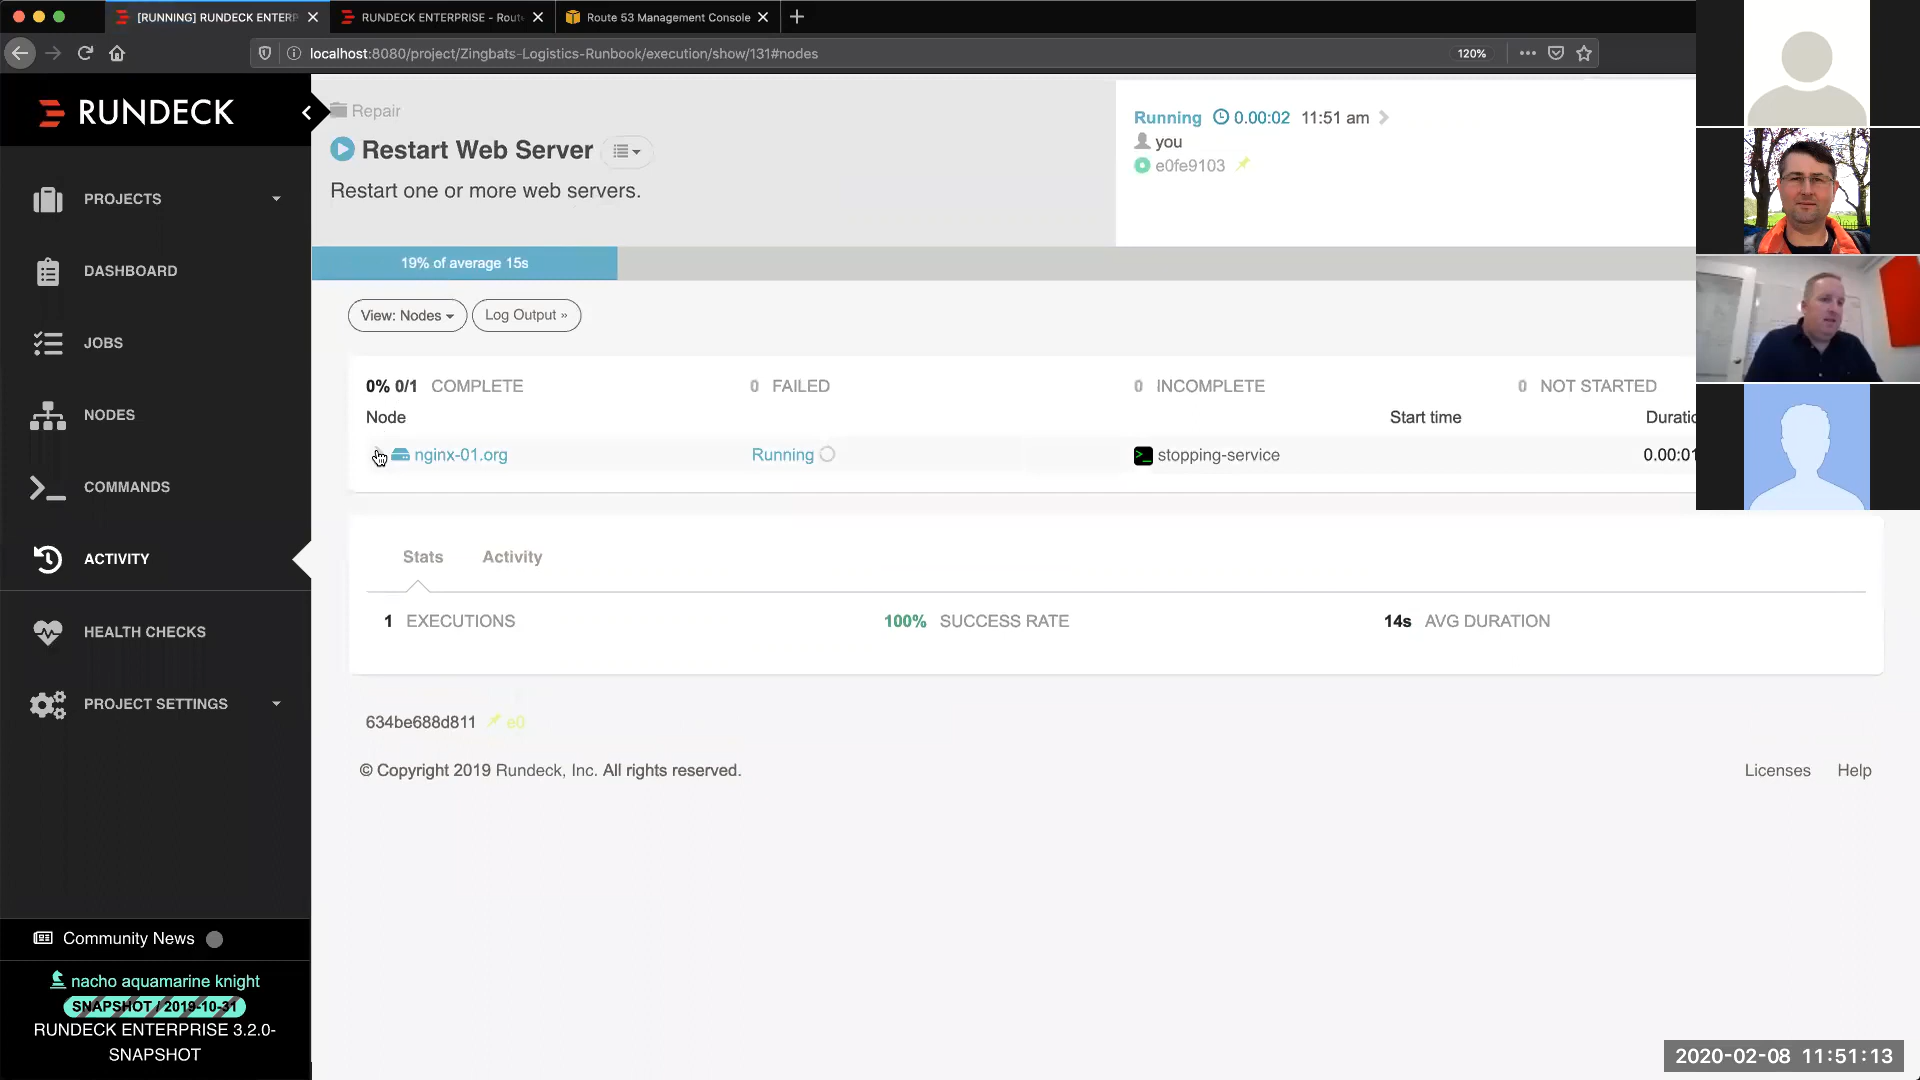 [RUNNING] RUNDECK ENTERP
RUNDECK ENTERPRISE - Rout
Route 53 Management Console
localhost:8080/project/Zingbats-Logistics-Runbook/execution/show/131#nodes
120%
RUNDECK
PROJECTS
DASHBOARD
JOBS
NODES
COMMANDS
ACTIVITY
HEALTH CHECKS
PROJECT SETTINGS
Community News
nacho aquamarine knight
SNAPSHOT / 2019-10-31
RUNDECK ENTERPRISE 3.2.0-
SNAPSHOT
Repair
Restart Web Server
Restart one or more web servers.
Running 0.00:02 11:51 am
you
e0fe9103
19% of average 15s
View: Nodes
Log Output »
0% 0/1 COMPLETE
0 FAILED
0 INCOMPLETE
0 NOT STARTED
Node
Start time
Duratio
nginx-01.org
Running
stopping-service
0.00:01
Stats
Activity
1 EXECUTIONS
100% SUCCESS RATE
14s AVG DURATION
634be688d811 e0
© Copyright 2019 Rundeck, Inc. All rights reserved.
Licenses
Help
2020-02-08 11:51:13